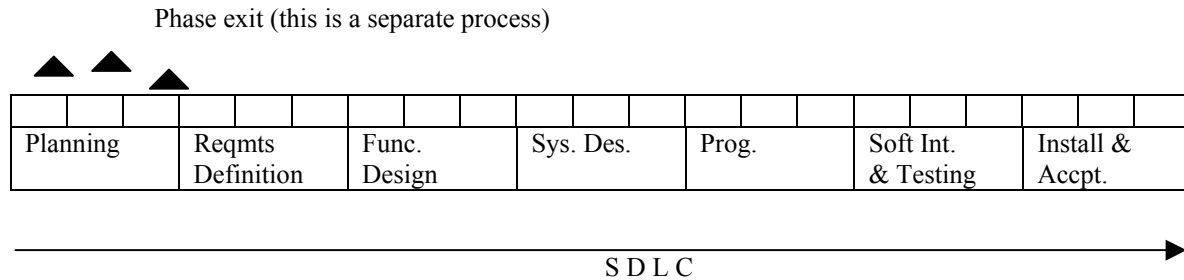 Phase exit (this is a separate process)
Planning
Reqmts
Definition
Func.
Design
Sys. Des.
Prog.
Soft Int.
& Testing
Install &
Accpt.
S D L C